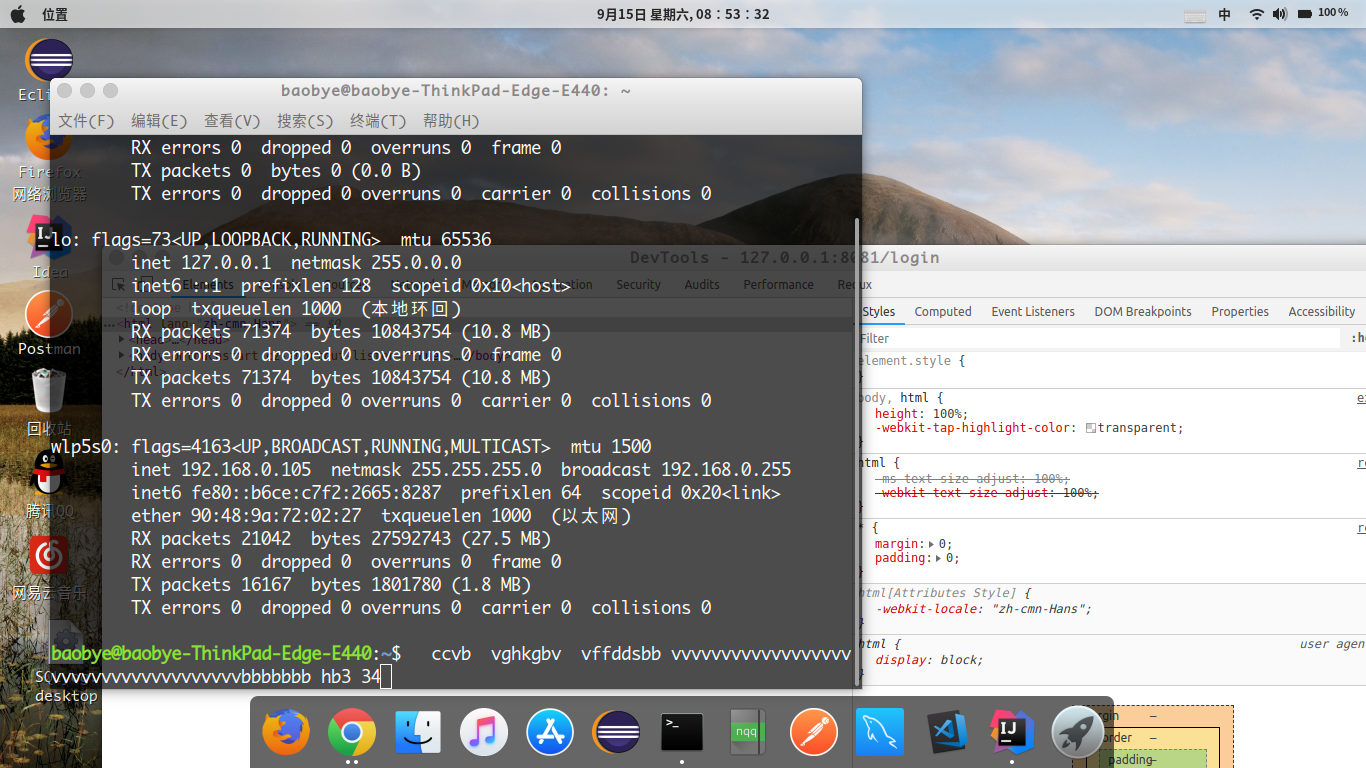 位置
9月15日 星期六, 08∶53∶32
中
100%
Firefox
网络浏览器
Idea
Postman
回收站
腾讯QQ
网易云音乐
desktop
baobye@baobye-ThinkPad-Edge-E440: ~
文件(F) 编辑(E) 查看(V) 搜索(S) 终端(T) 帮助(H)
RX errors 0 dropped 0 overruns 0 frame 0
TX packets 0 bytes 0 (0.0 B)
TX errors 0 dropped 0 overruns 0 carrier 0 collisions 0
lo: flags=73<UP,LOOPBACK,RUNNING> mtu 65536
inet 127.0.0.1 netmask 255.0.0.0
inet6 ::1 prefixlen 128 scopeid 0x10<host>
loop txqueuelen 1000 (本地环回)
RX packets 71374 bytes 10843754 (10.8 MB)
RX errors 0 dropped 0 overruns 0 frame 0
TX packets 71374 bytes 10843754 (10.8 MB)
TX errors 0 dropped 0 overruns 0 carrier 0 collisions 0
wlp5s0: flags=4163<UP,BROADCAST,RUNNING,MULTICAST> mtu 1500
inet 192.168.0.105 netmask 255.255.255.0 broadcast 192.168.0.255
inet6 fe80::b6ce:c7f2:2665:8287 prefixlen 64 scopeid 0x20<link>
ether 90:48:9a:72:02:27 txqueuelen 1000 (以太网)
RX packets 21042 bytes 27592743 (27.5 MB)
RX errors 0 dropped 0 overruns 0 frame 0
TX packets 16167 bytes 1801780 (1.8 MB)
TX errors 0 dropped 0 overruns 0 carrier 0 collisions 0
baobye@baobye-ThinkPad-Edge-E440:~$ ccvb vghkgbv vffddsbb vvvvvvvvvvvvvvvvvv
vvvvvvvvvvvvvvvvvvvbbbbbbb hb3 34
DevTools - 127.0.0.1:8081/login
Elements Security Audits Performance Redux
Styles Computed Event Listeners DOM Breakpoints Properties Accessibility
Filter
element.style {
}
body, html {
height: 100%;
-webkit-tap-highlight-color: transparent;
}
html {
-ms-text-size-adjust: 100%;
-webkit-text-size-adjust: 100%;
}
* {
margin: 0;
padding: 0;
}
html[Attributes Style] {
-webkit-locale: "zh-cmn-Hans";
}
html {
user agen
display: block;
}
–
–
padding–
nqq
IJ